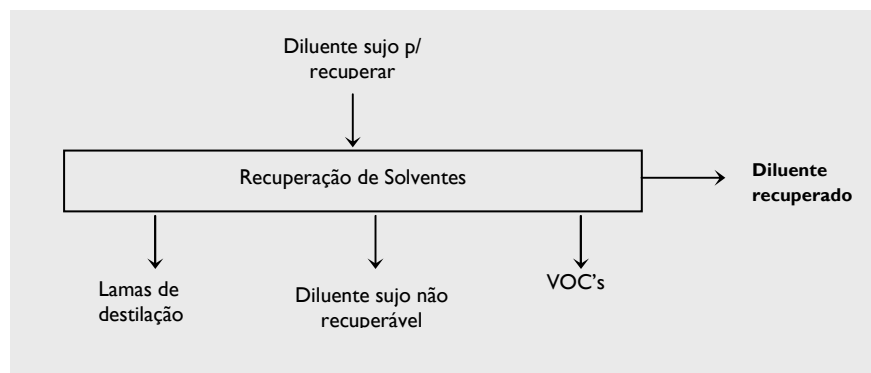 Diluente sujo p/
recuperar
Recuperação de Solventes
Diluente
recuperado
Lamas de
destilação
Diluente sujo não
recuperável
VOC's